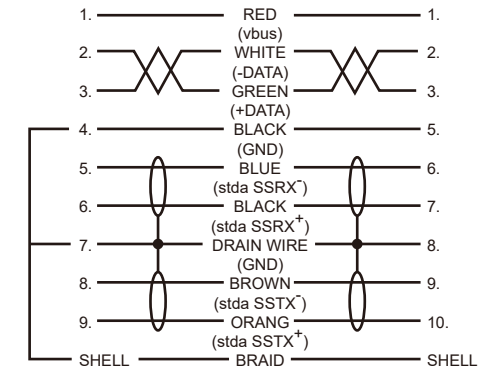 1. RED 1.
(vbus)
2. WHITE 2.
(-DATA)
3. GREEN 3.
(+DATA)
4. BLACK 5.
(GND)
5. BLUE 6.
(stda SSRX-)
6. BLACK 7.
(stda SSRX+)
7. DRAIN WIRE 8.
(GND)
8. BROWN 9.
(stda SSTX-)
9. ORANG 10.
(stda SSTX+)
SHELL BRAID SHELL